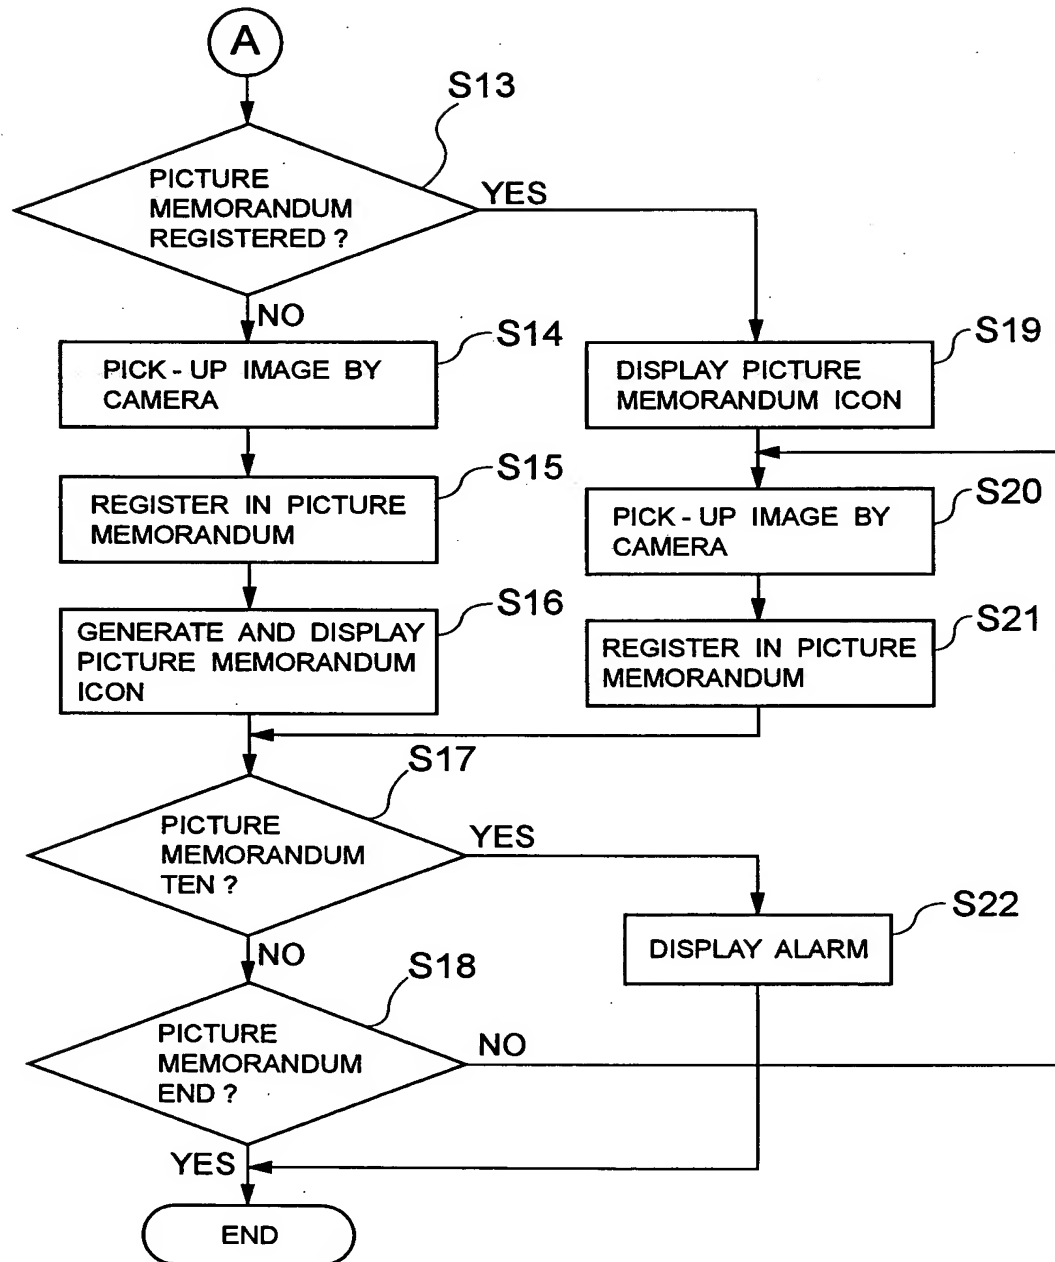 A
S13
PICTURE
MEMORANDUM
REGISTERED ?
YES
NO
S14
PICK - UP IMAGE BY
CAMERA
S19
DISPLAY PICTURE
MEMORANDUM ICON
S15
REGISTER IN PICTURE
MEMORANDUM
S20
PICK - UP IMAGE BY
CAMERA
S16
GENERATE AND DISPLAY
PICTURE MEMORANDUM
ICON
S21
REGISTER IN PICTURE
MEMORANDUM
S17
PICTURE
MEMORANDUM
TEN ?
YES
NO
S22
DISPLAY ALARM
S18
PICTURE
MEMORANDUM
END ?
NO
YES
END